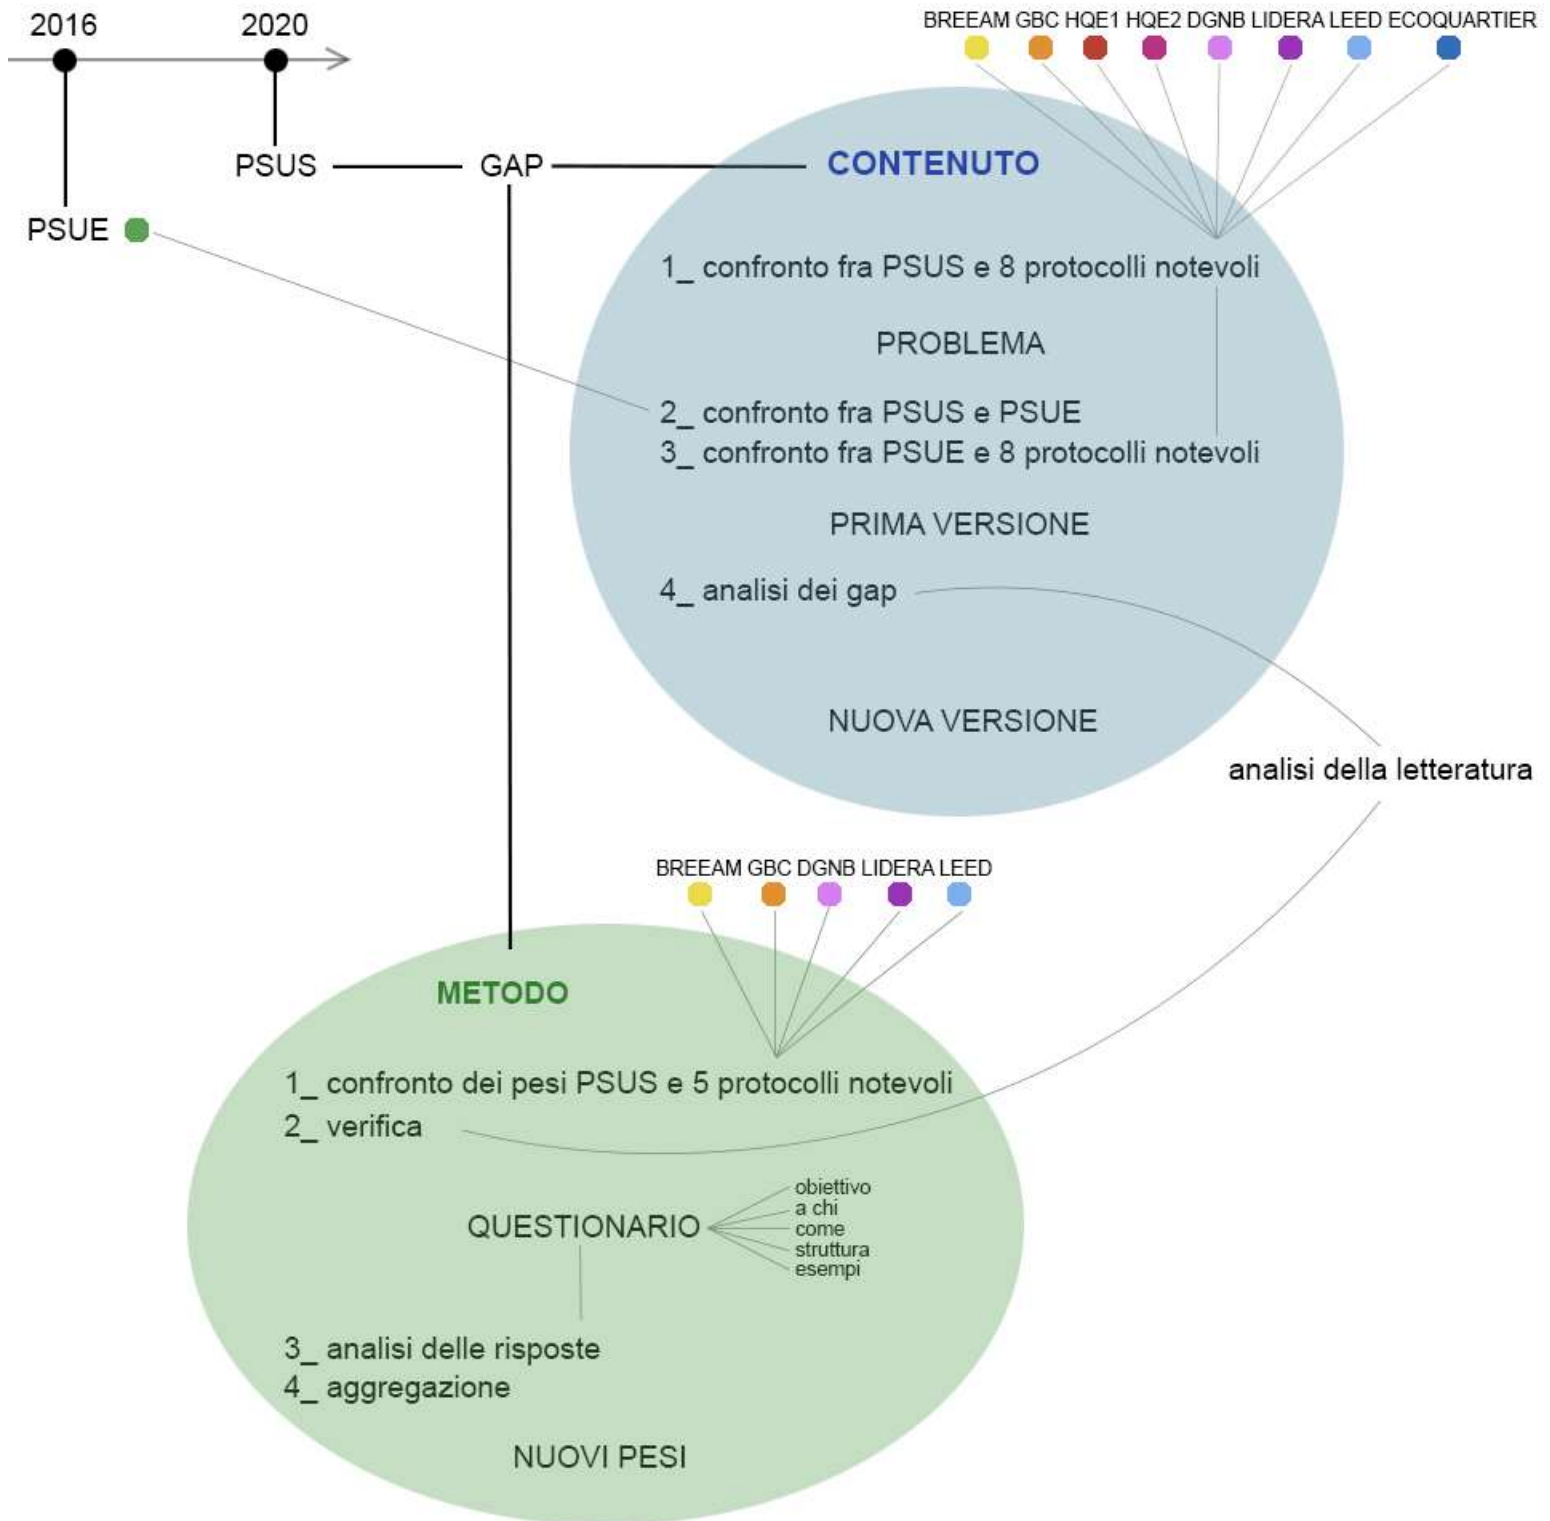 2016 2020
BREEAM GBC HQE1 HQE2 DGNB LIDERA LEED ECOQUARTIER
PSUS GAP CONTENUTO
PSUE
1_ confronto fra PSUS e 8 protocolli notevoli
PROBLEMA
2_ confronto fra PSUS e PSUE
3_ confronto fra PSUE e 8 protocolli notevoli
PRIMA VERSIONE
4_ analisi dei gap
NUOVA VERSIONE
analisi della letteratura
BREEAM GBC DGNB LIDERA LEED
METODO
1_ confronto dei pesi PSUS e 5 protocolli notevoli
2_ verifica
QUESTIONARIO
obiettivo
a chi
come
struttura
esempi
3_ analisi delle risposte
4_ aggregazione
NUOVI PESI